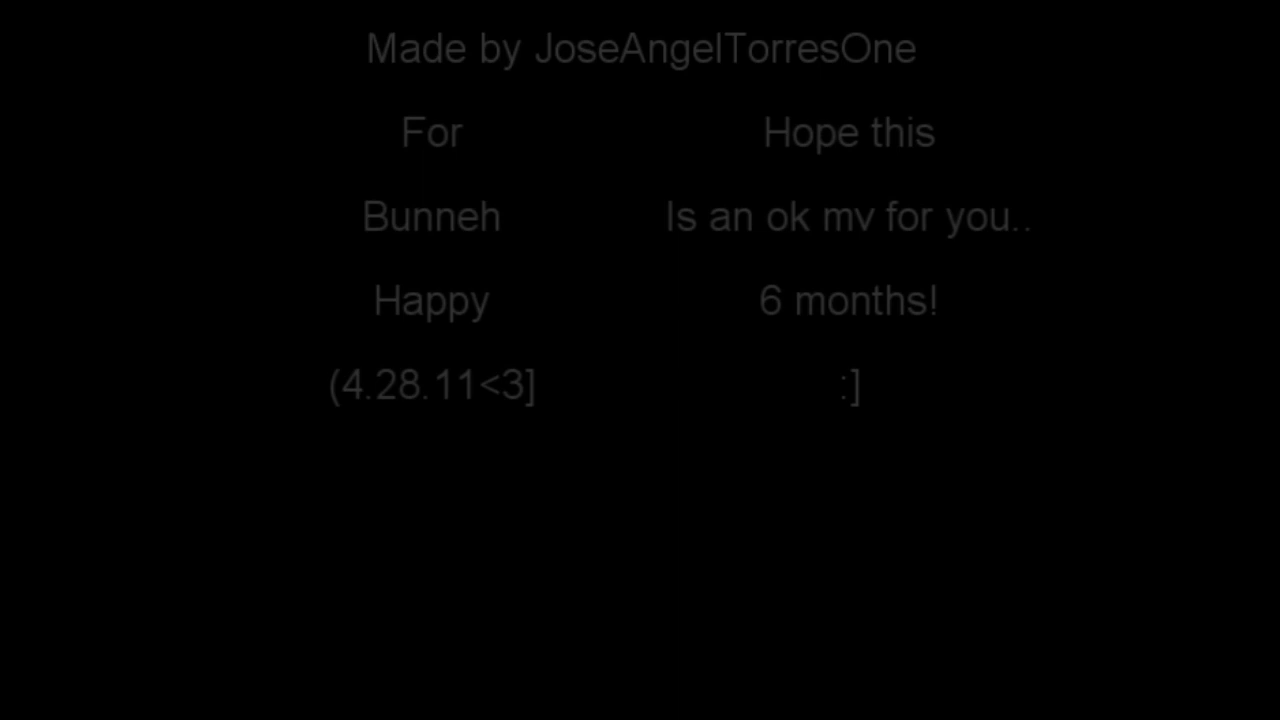 Made by JoseAngelTorresOne
For Hope this
Bunneh Is an ok mv for you..
Happy 6 months!
(4.28.11<3] :]